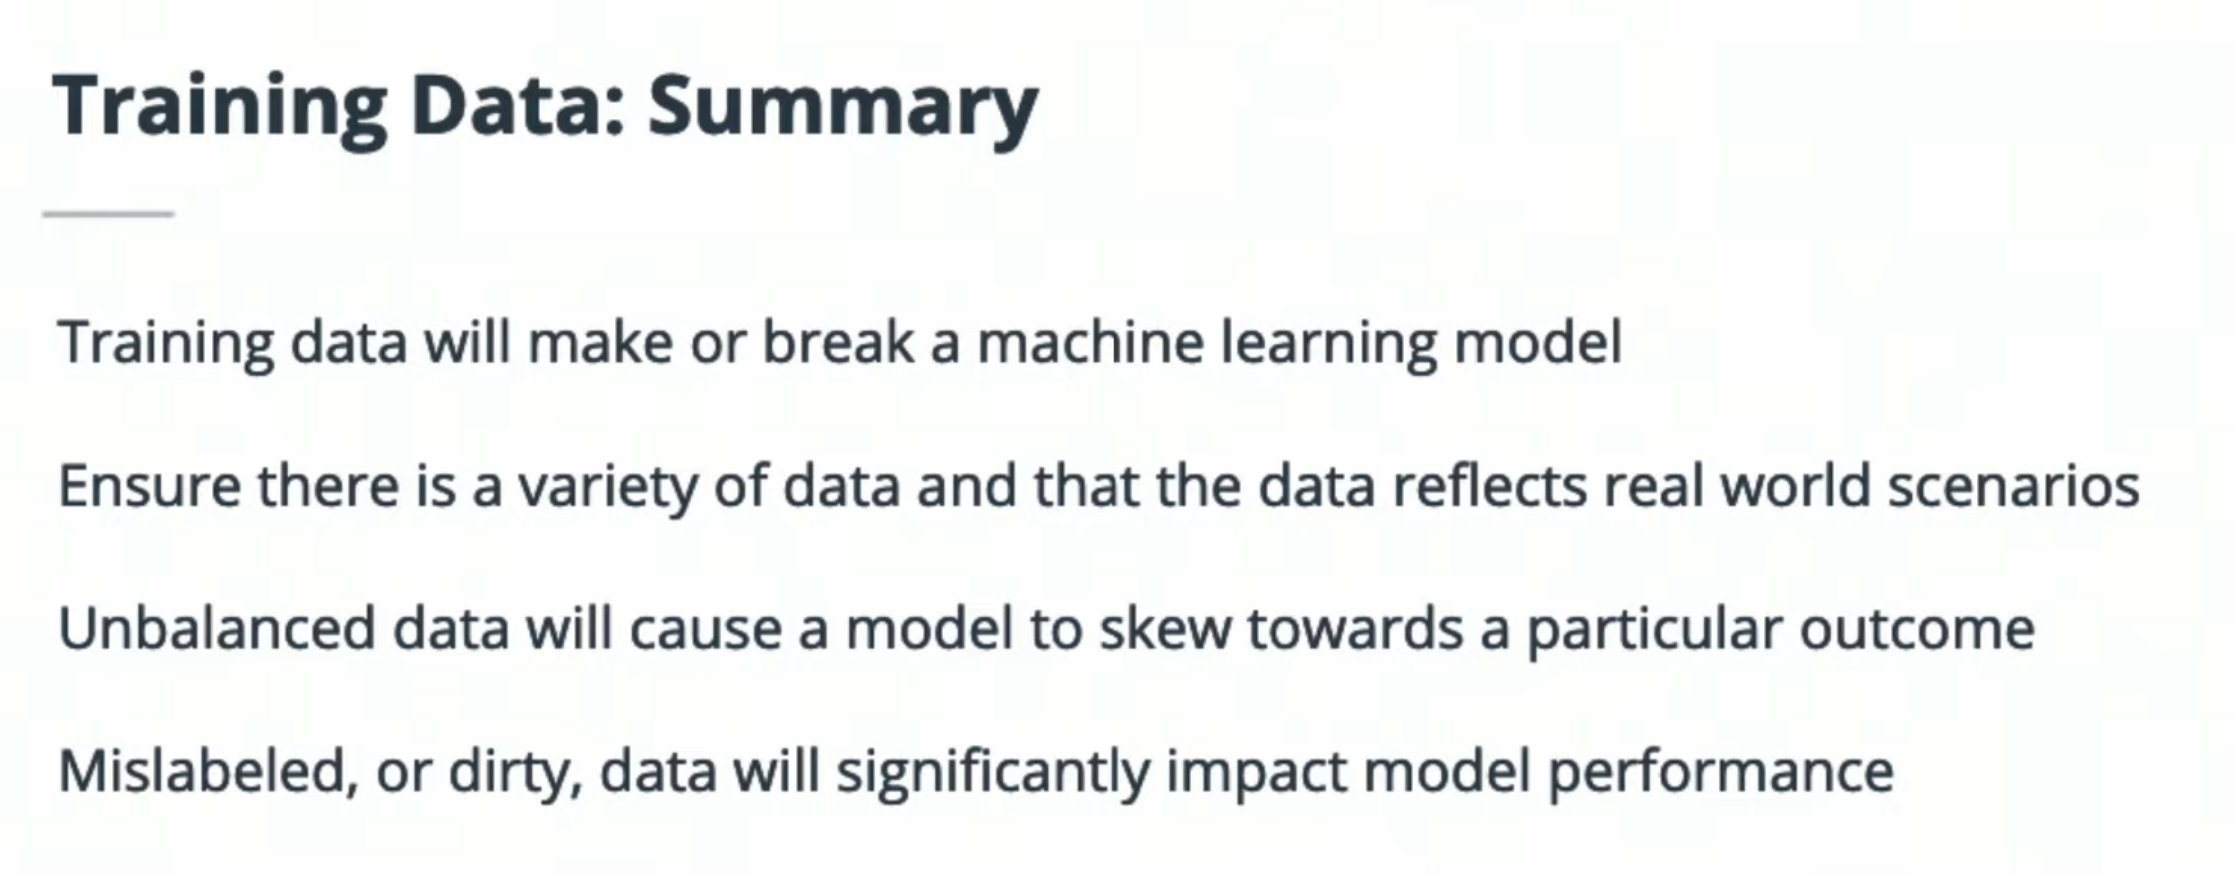 Training Data: Summary
Training data will make or break a machine learning model
Ensure there is a variety of data and that the data reflects real world scenarios
Unbalanced data will cause a model to skew towards a particular outcome
Mislabeled, or dirty, data will significantly impact model performance